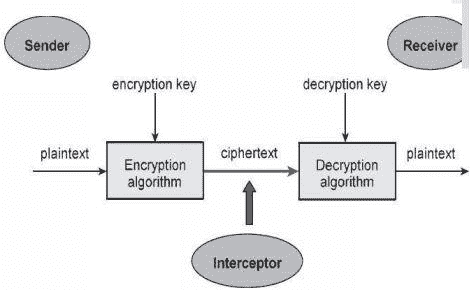 Sender
Receiver
encryption key
decryption key
plaintext
Encryption
algorithm
ciphertext
Decryption
algorithm
plaintext
Interceptor